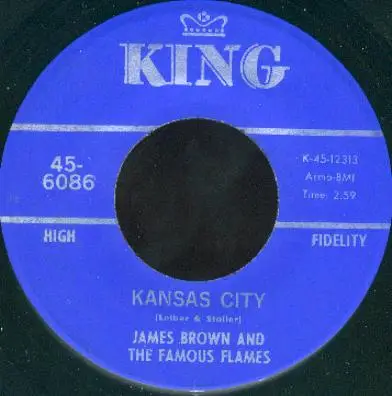 KING
45-
6086
K-45-12313
Armo-BMI
Time: 2:59
HIGH
FIDELITY
KANSAS CITY
(Leiber & Stoller)
JAMES BROWN AND
THE FAMOUS FLAMES